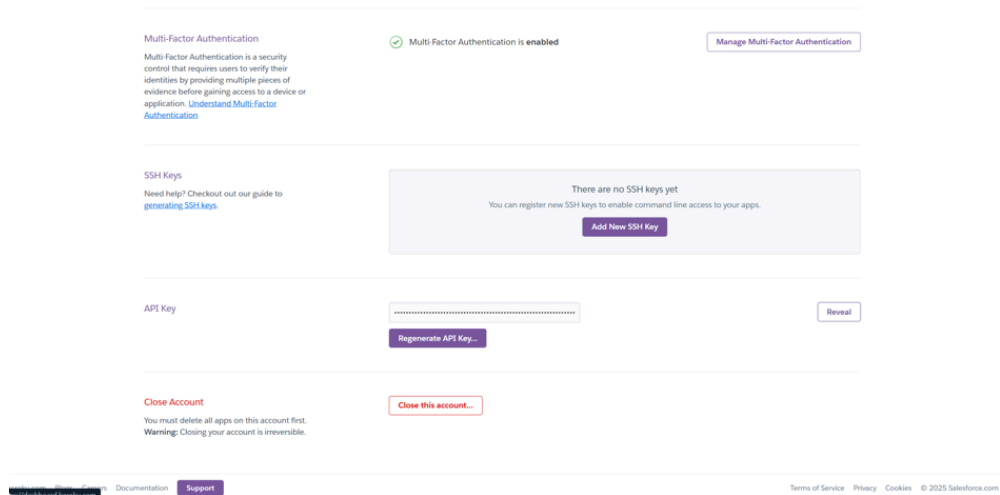 Multi-Factor Authentication
Multi-Factor Authentication is a security
control that requires users to verify their
identities by providing multiple pieces of
evidence before gaining access to a device or
application. Understand Multi-Factor
Authentication
Multi-Factor Authentication is enabled
Manage Multi-Factor Authentication
SSH Keys
Need help? Checkout out our guide to
generating SSH keys.
There are no SSH keys yet
You can register new SSH keys to enable command line access to your apps.
Add New SSH Key
API Key
Reveal
Regenerate API Key...
Close Account
You must delete all apps on this account first.
Warning: Closing your account is irreversible.
Close this account...
Documentation
Support
Terms of Service Privacy Cookies © 2025 Salesforce.com